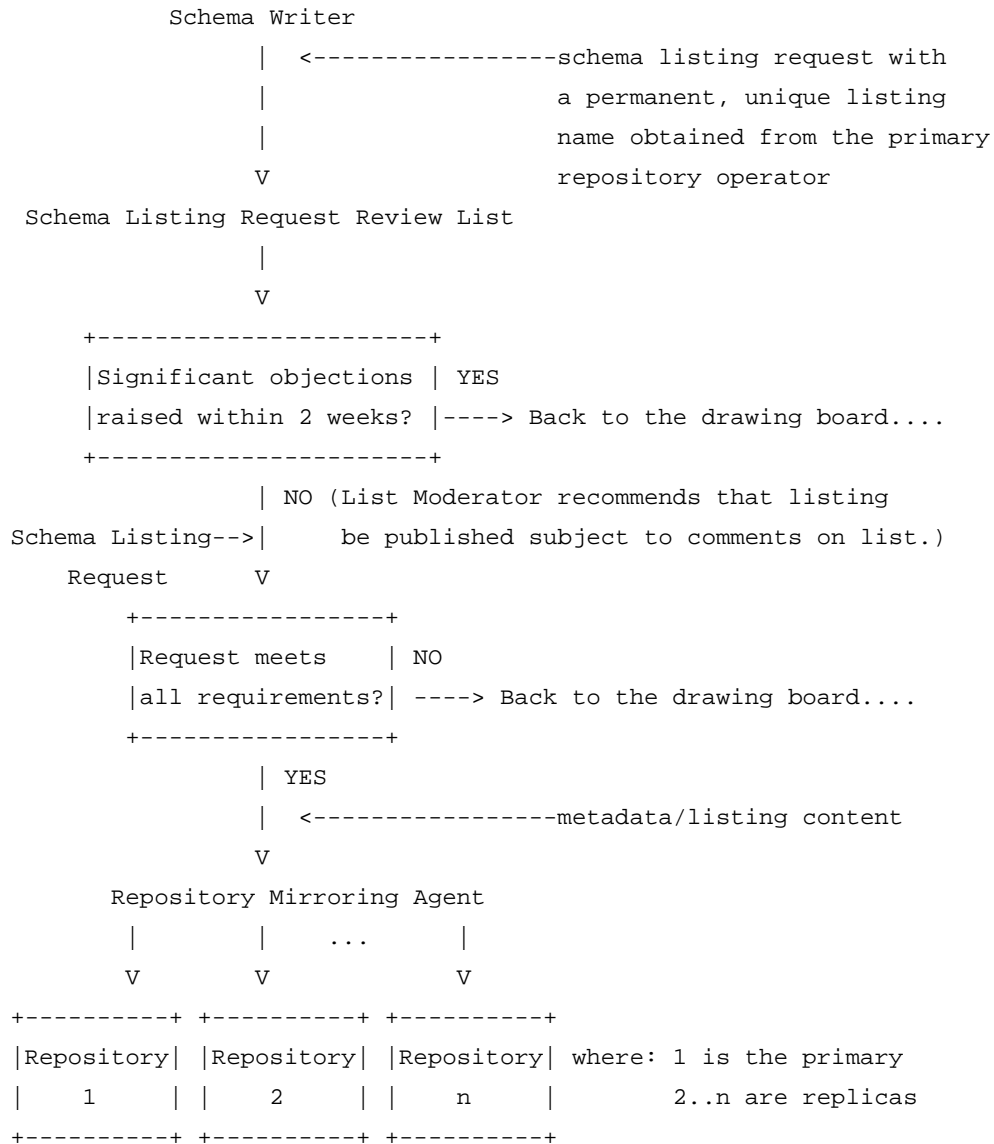 Schema Writer
                 |  <-----------------schema listing request with
                 |                    a permanent, unique listing
                 |                    name obtained from the primary
                 V                    repository operator
 Schema Listing Request Review List
                 |
                 V
     +-----------------------+
     |Significant objections | YES
     |raised within 2 weeks? |----> Back to the drawing board....
     +-----------------------+
                 | NO (List Moderator recommends that listing
Schema Listing-->|     be published subject to comments on list.)
    Request      V
        +-----------------+
        |Request meets    | NO
        |all requirements?| ----> Back to the drawing board....
        +-----------------+
                 | YES
                 |  <-----------------metadata/listing content
                 V
       Repository Mirroring Agent
        |        |    ...      |
        V        V             V
+----------+ +----------+ +----------+
|Repository| |Repository| |Repository| where: 1 is the primary
|    1     | |    2     | |    n     |        2..n are replicas
+----------+ +----------+ +----------+